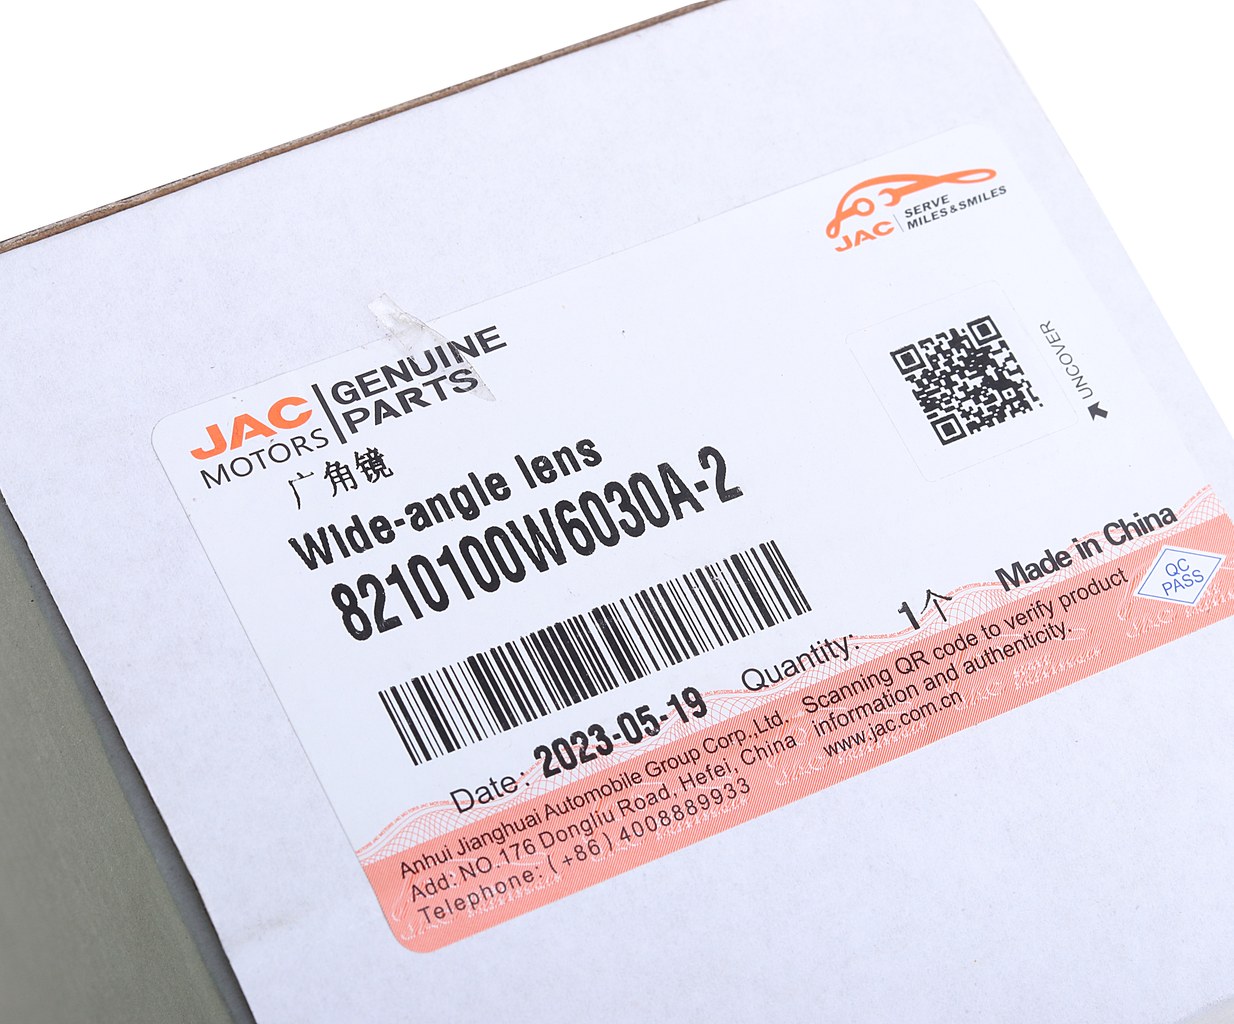 JAC
MOTORS
GENUINE
PARTS
JAC
SERVE
MILES & SMILES
广角镜
Wide-angle lens
8210100W6030A-2
UNCOVER
Date: 2023-05-19 Quantity: 1个 Made in China
QC
PASS
Anhui Jianghuai Automobile Group Corp.,Ltd.
Add: NO.176 Dongliu Road, Hefei, China
Telephone: (+86) 4008889933
Scanning QR code to verify product
information and authenticity.
www.jac.com.cn